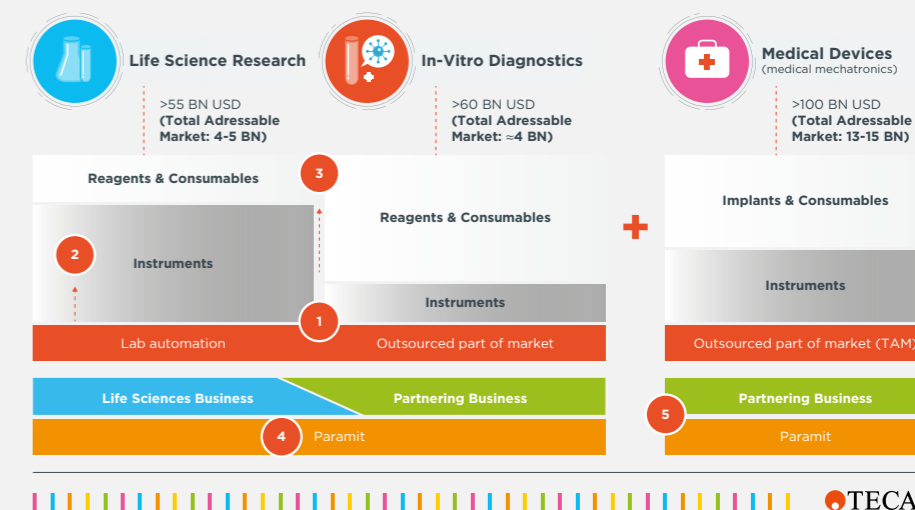 Life Science Research
>55 BN USD
(Total Adressable
Market: 4-5 BN)
In-Vitro Diagnostics
>60 BN USD
(Total Adressable
Market: ≈4 BN)
Medical Devices
(medical mechatronics)
>100 BN USD
(Total Adressable
Market: 13-15 BN)
Reagents & Consumables
3
Reagents & Consumables
Implants & Consumables
2
Instruments
Instruments
Instruments
1
Lab automation
Outsourced part of market
Outsourced part of market (TAM)
Life Sciences Business
Partnering Business
Partnering Business
4
Paramit
5
Paramit
TECA